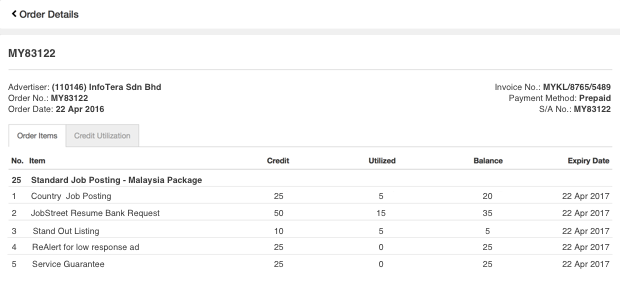 Order Details
MY83122
Advertiser: (110146) InfoTera Sdn Bhd
Order No.: MY83122
Order Date: 22 Apr 2016
Invoice No.: MYKL/8765/5489
Payment Method: Prepaid
S/A No.: MY83122
Order Items Credit Utilization
No. Item Credit Utilized Balance Expiry Date
25 Standard Job Posting - Malaysia Package
1 Country Job Posting 25 5 20 22 Apr 2017
2 JobStreet Resume Bank Request 50 15 35 22 Apr 2017
3 Stand Out Listing 10 5 5 22 Apr 2017
4 ReAlert for low response ad 25 0 25 22 Apr 2017
5 Service Guarantee 25 0 25 22 Apr 2017